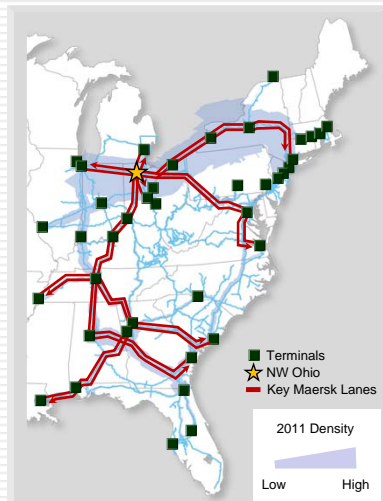 Terminals
NW Ohio
Key Maersk Lanes
2011 Density
Low High